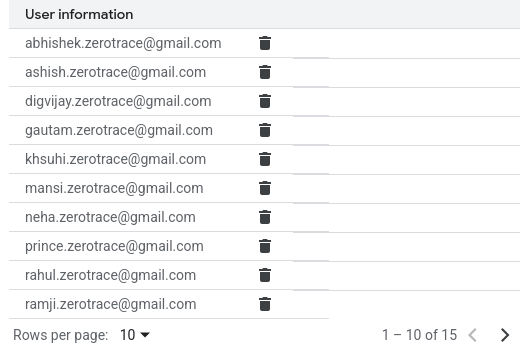 User information
abhishek.zerotrace@gmail.com
ashish.zerotrace@gmail.com
digvijay.zerotrace@gmail.com
gautam.zerotrace@gmail.com
khsuhi.zerotrace@gmail.com
mansi.zerotrace@gmail.com
neha.zerotrace@gmail.com
prince.zerotrace@gmail.com
rahul.zerotrace@gmail.com
ramji.zerotrace@gmail.com
Rows per page: 10 1 – 10 of 15